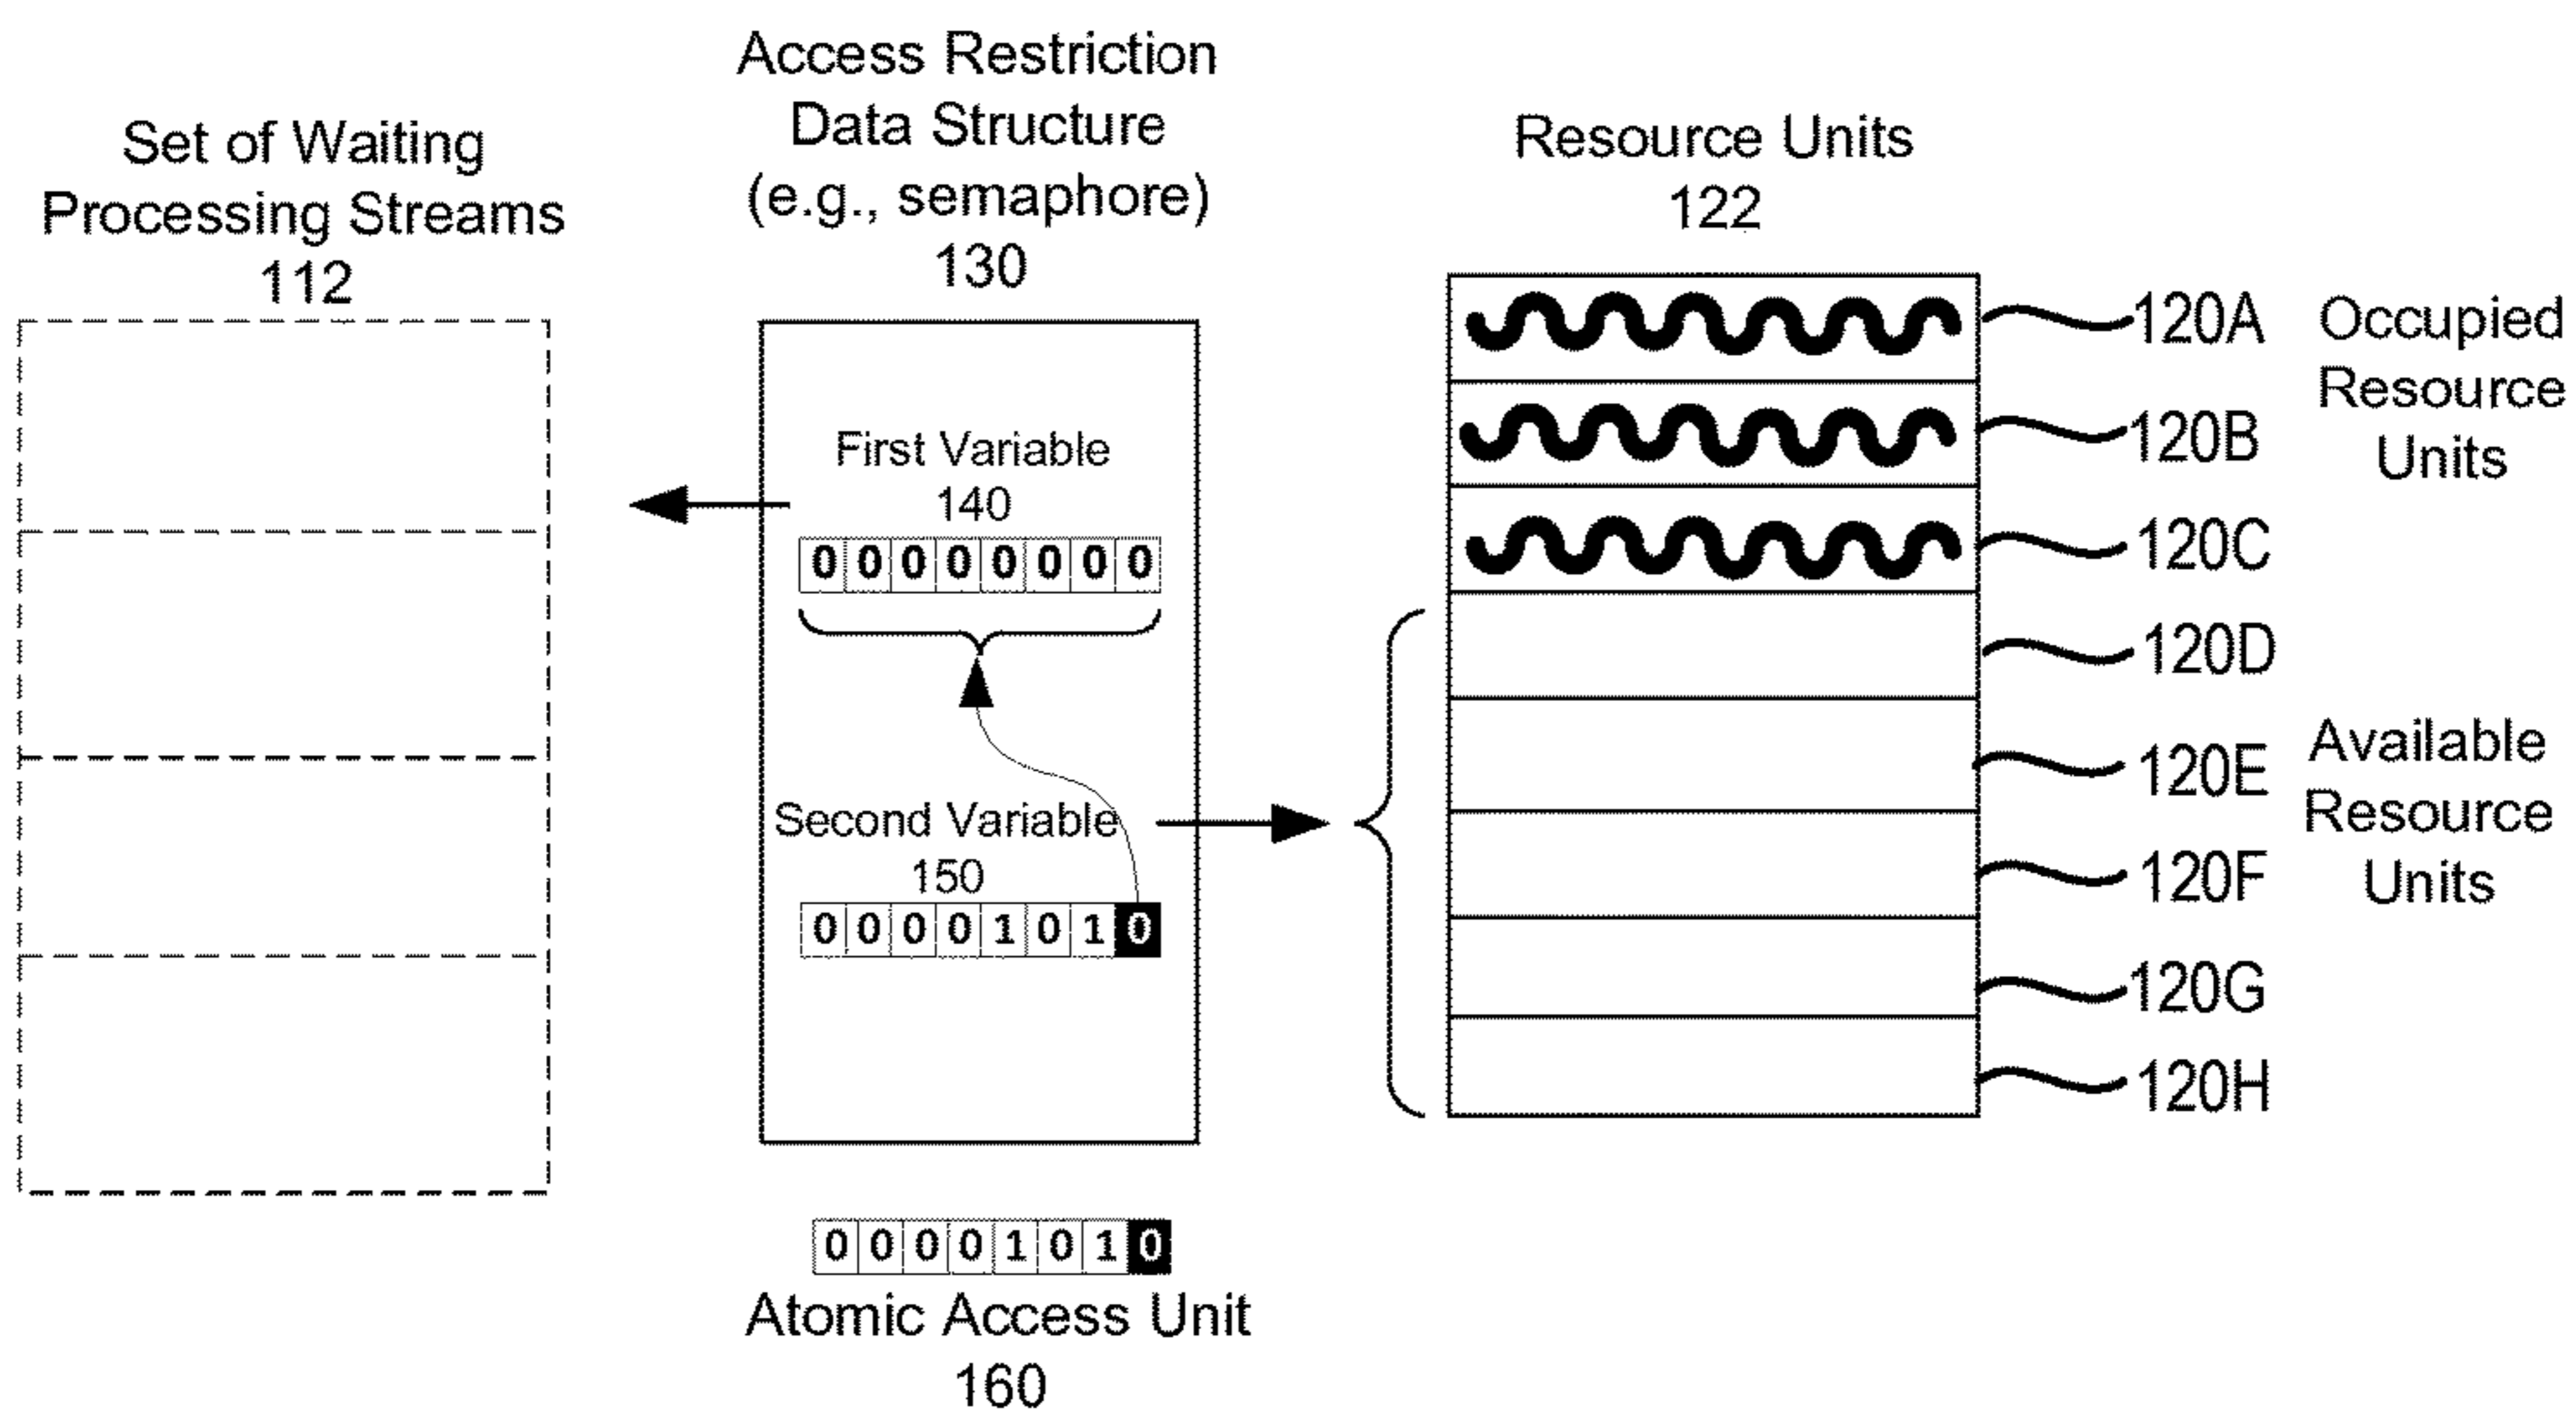 Set of Waiting
Processing Streams
112
Access Restriction
Data Structure
(e.g., semaphore)
130
First Variable
140
0 0 0 0 0 0 0 0
Second Variable
150
0 0 0 0 1 0 1 0
0 0 0 0 1 0 1 0
Atomic Access Unit
160
Resource Units
122
120A
120B
120C
120D
120E
120F
120G
120H
Occupied
Resource
Units
Available
Resource
Units